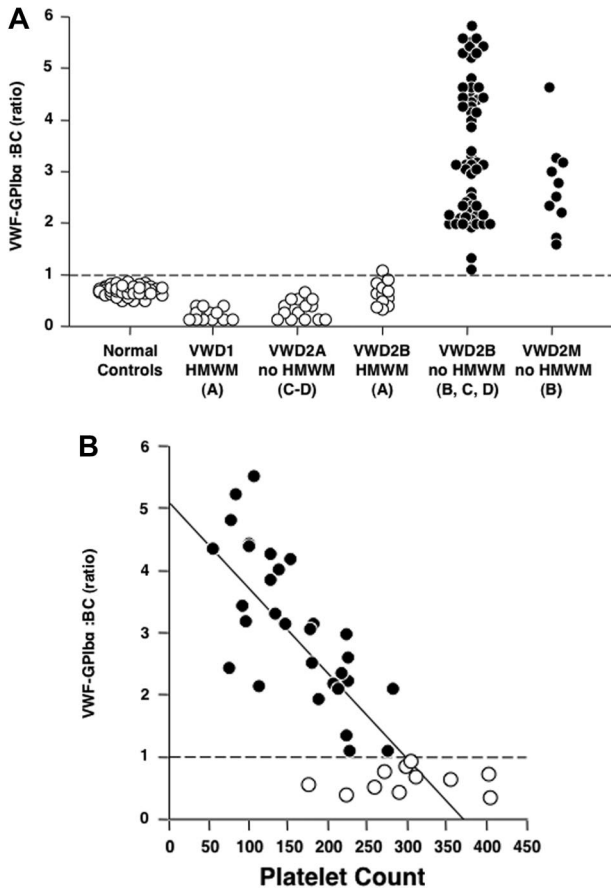 A
VWF-GPIbα :BC (ratio)
6
5
4
3
2
1
0
Normal Controls
VWD1 HMWM (A)
VWD2A no HMWM (C-D)
VWD2B HMWM (A)
VWD2B no HMWM (B, C, D)
VWD2M no HMWM (B)
B
VWF-GPIbα :BC (ratio)
6
5
4
3
2
1
0
0 50 100 150 200 250 300 350 400 450
Platelet Count